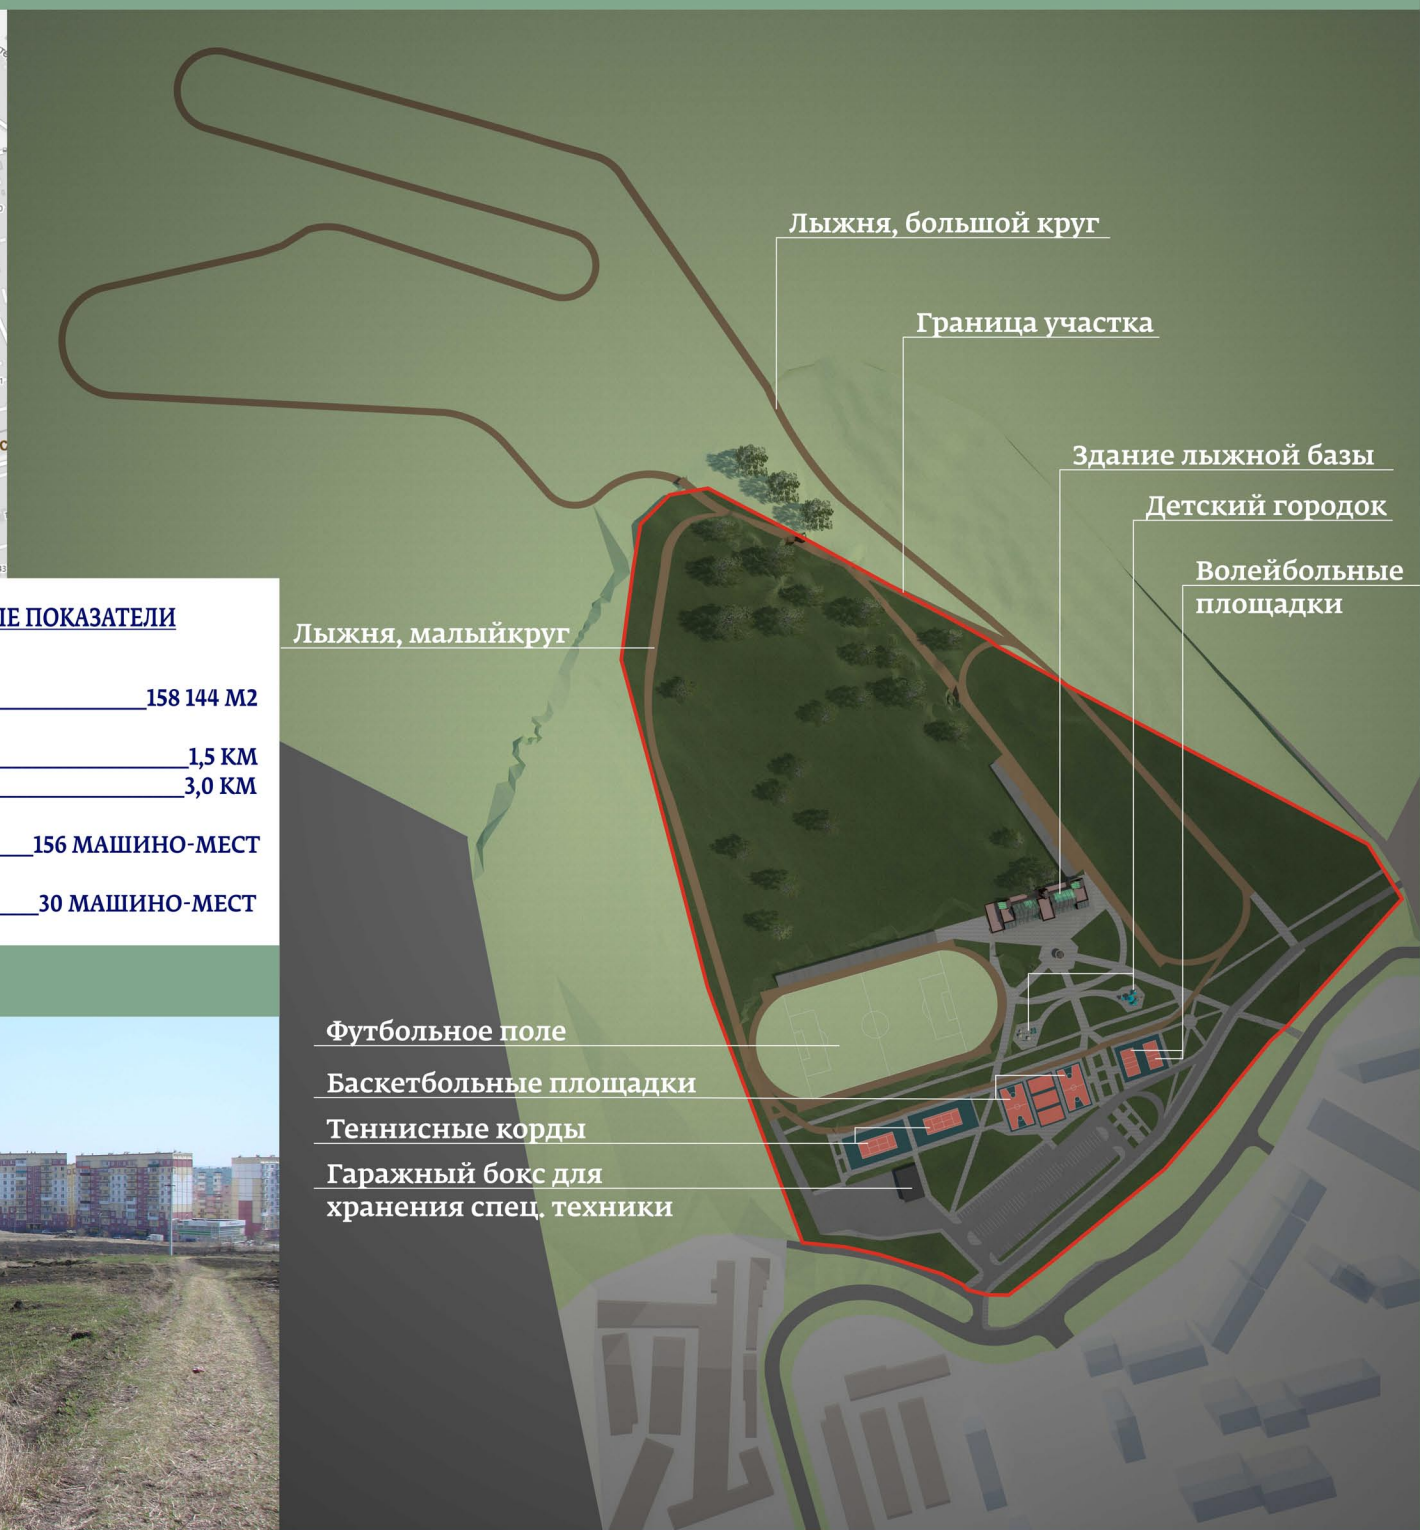 Лыжня, большой круг
Граница участка
Здание лыжной базы
Детский городок
Волейбольные
площадки
ПОКАЗАТЕЛИ
158 144 М2
1,5 КМ
3,0 КМ
156 МАШИНО-МЕСТ
30 МАШИНО-МЕСТ
Лыжня, малыйкруг
Футбольное поле
Баскетбольные площадки
Теннисные корды
Гаражный бокс для
хранения спец. техники